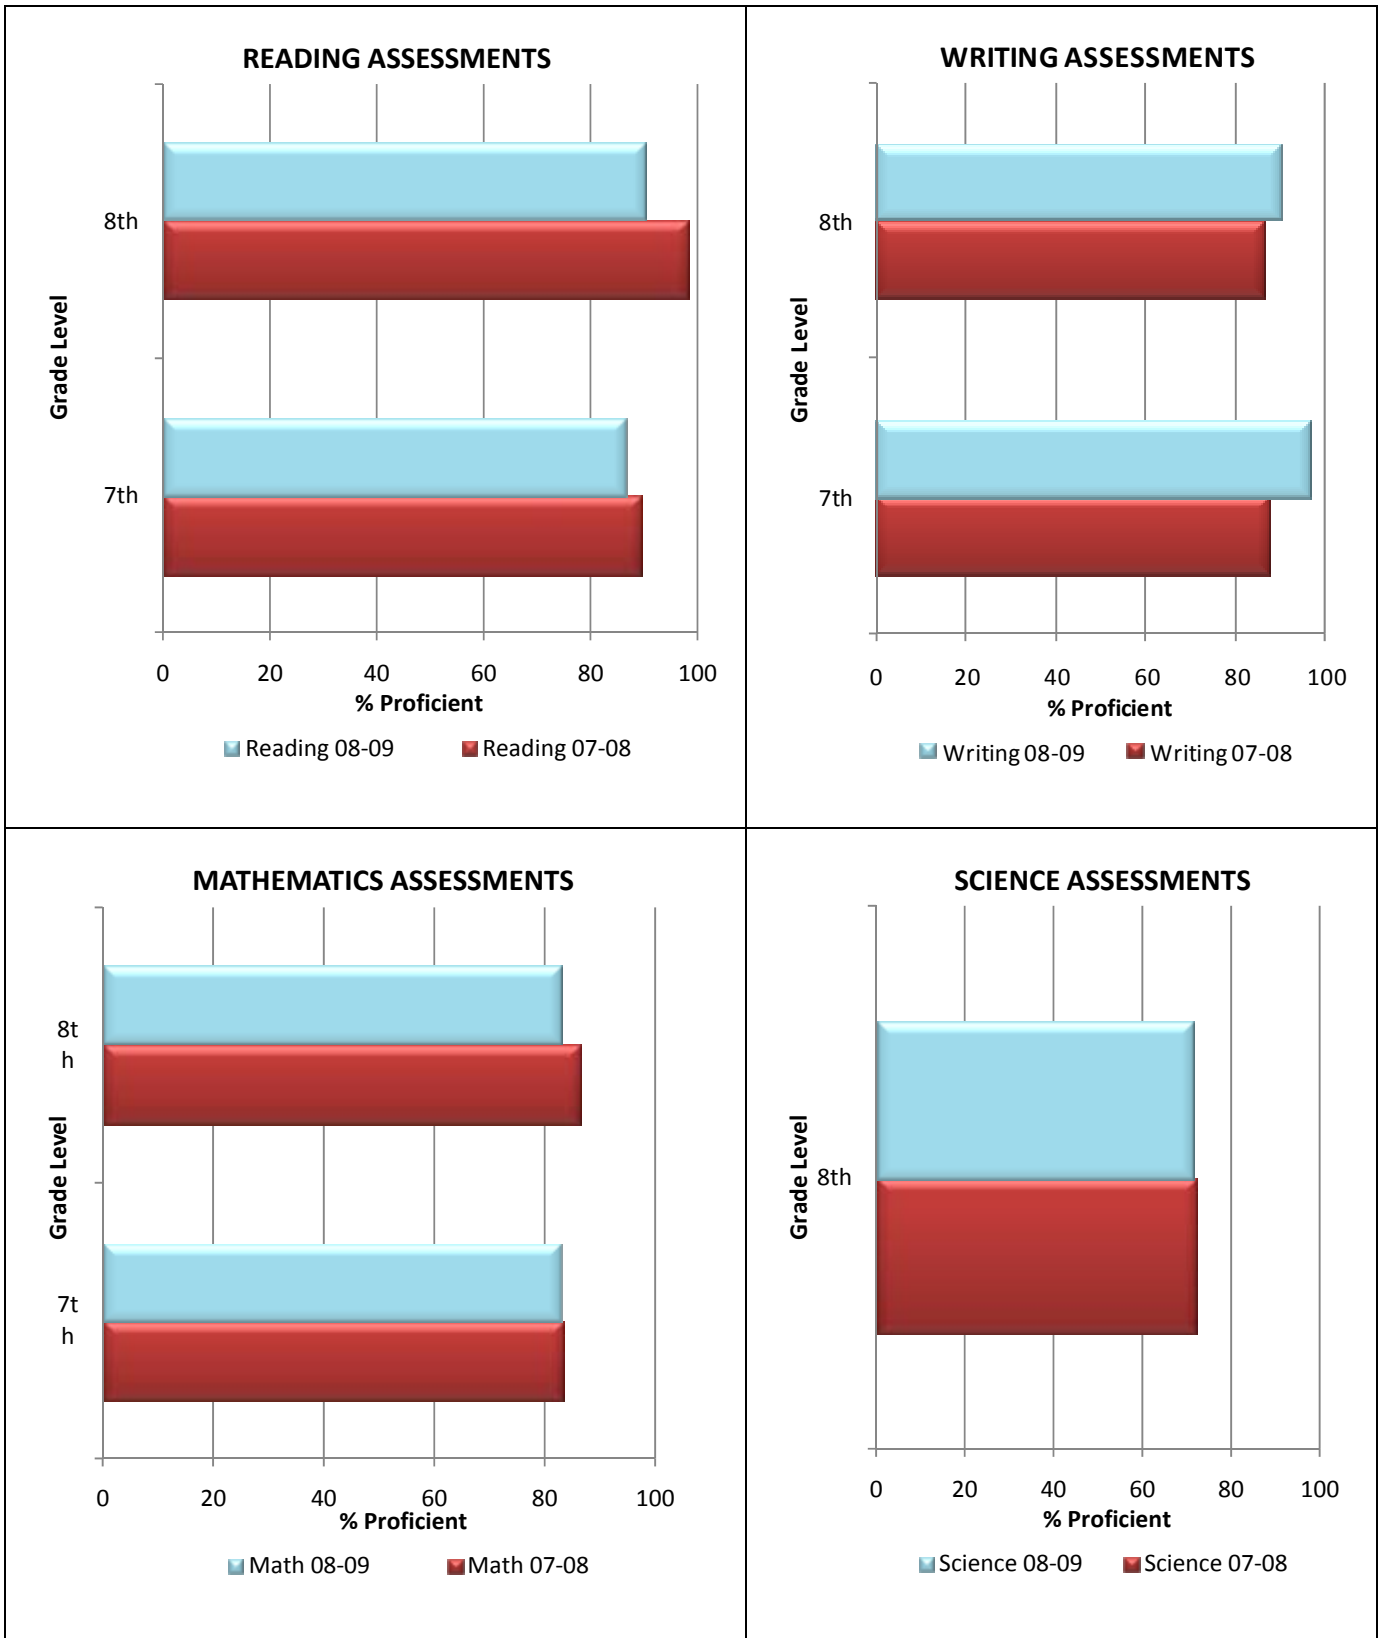 READING ASSESSMENTS
8th
7th
Grade Level
0 20 40 60 80 100
% Proficient
Reading 08-09 Reading 07-08
WRITING ASSESSMENTS
8th
7th
Grade Level
0 20 40 60 80 100
% Proficient
Writing 08-09 Writing 07-08
MATHEMATICS ASSESSMENTS
8t
h
7t
h
Grade Level
0 20 40 60 80 100
% Proficient
Math 08-09 Math 07-08
SCIENCE ASSESSMENTS
8th
Grade Level
0 20 40 60 80 100
% Proficient
Science 08-09 Science 07-08